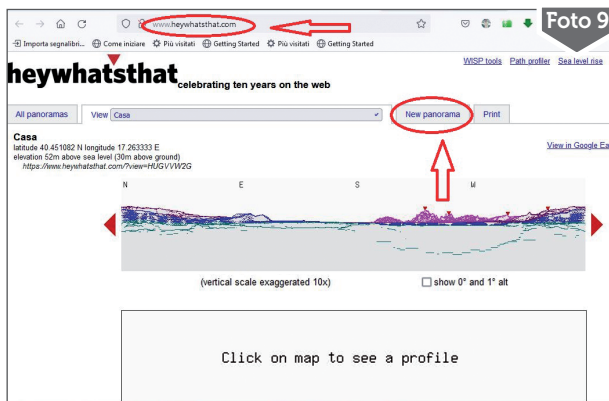 Foto 9
www.heywhatsthat.com
Importa segnalibri... Come iniziare Più visitati Getting Started Più visitati Getting Started
WISP tools Path profiler Sea level rise
heywhatsthat
celebrating ten years on the web
All panoramas View Casa New panorama Print
Casa
latitude 40.451082 N longitude 17.263333 E
elevation 52m above sea level (30m above ground)
https://www.heywhatsthat.com/?view=HUGVVW2G
View in Google Ea
N E S W
(vertical scale exaggerated 10x) show 0° and 1° alt
Click on map to see a profile